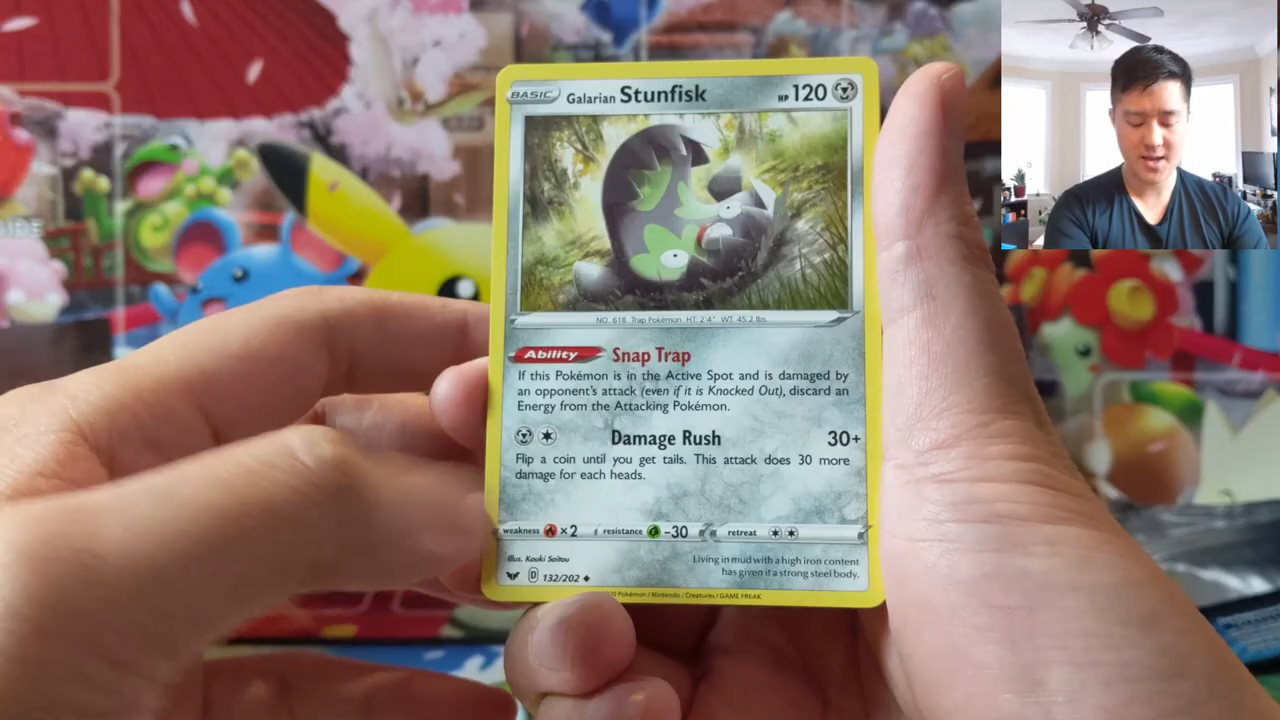 BASIC Galarian Stunfisk HP 120
NO. 618 Trap Pokémon HT: 2'4" WT: 45.2 lbs.
Ability Snap Trap
If this Pokémon is in the Active Spot and is damaged by
an opponent's attack (even if it is Knocked Out), discard an
Energy from the Attacking Pokémon.
Damage Rush 30+
Flip a coin until you get tails. This attack does 30 more
damage for each heads.
weakness ×2 resistance -30 retreat
Illus. Kouki Saitou
Living in mud with a high iron content
has given it a strong steel body.
D 132/202
Pokémon / Nintendo / Creatures / GAME FREAK